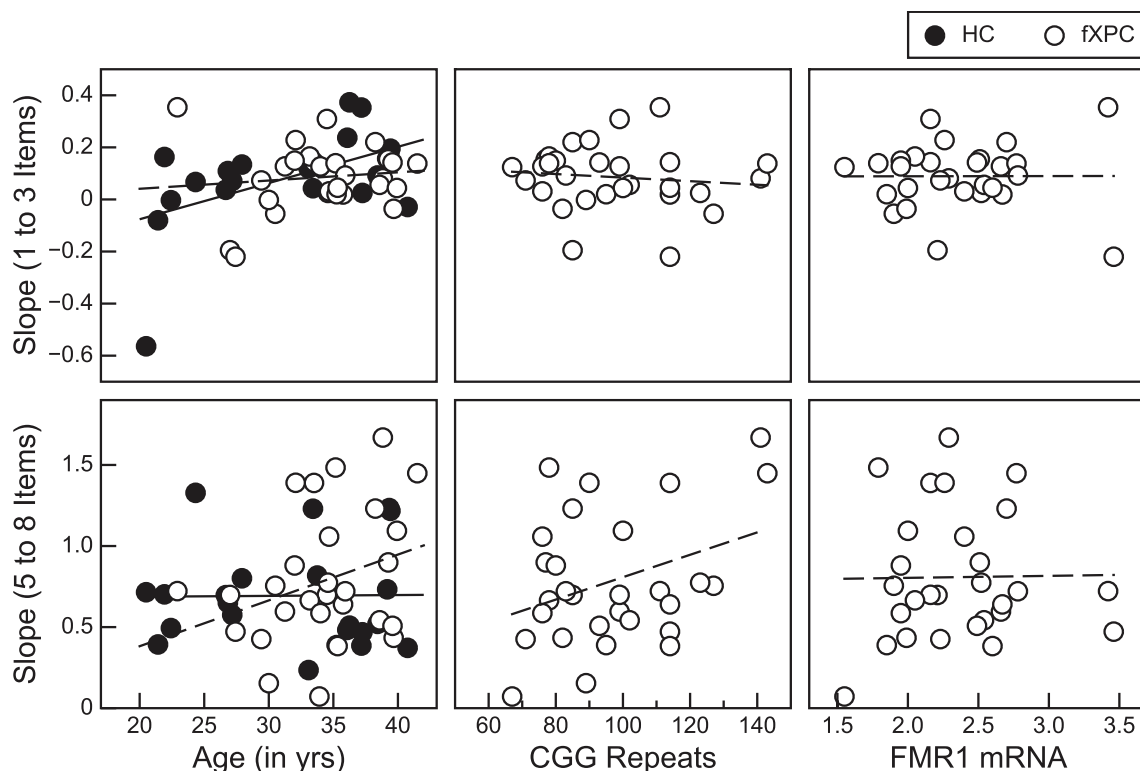 HC fXPC
Slope (1 to 3 Items)
0.4
0.2
0
−0.2
−0.4
−0.6
Slope (5 to 8 Items)
1.5
1.0
0.5
0
20 25 30 35 40
60 80 100 120 140
1.5 2.0 2.5 3.0 3.5
Age (in yrs) CGG Repeats FMR1 mRNA